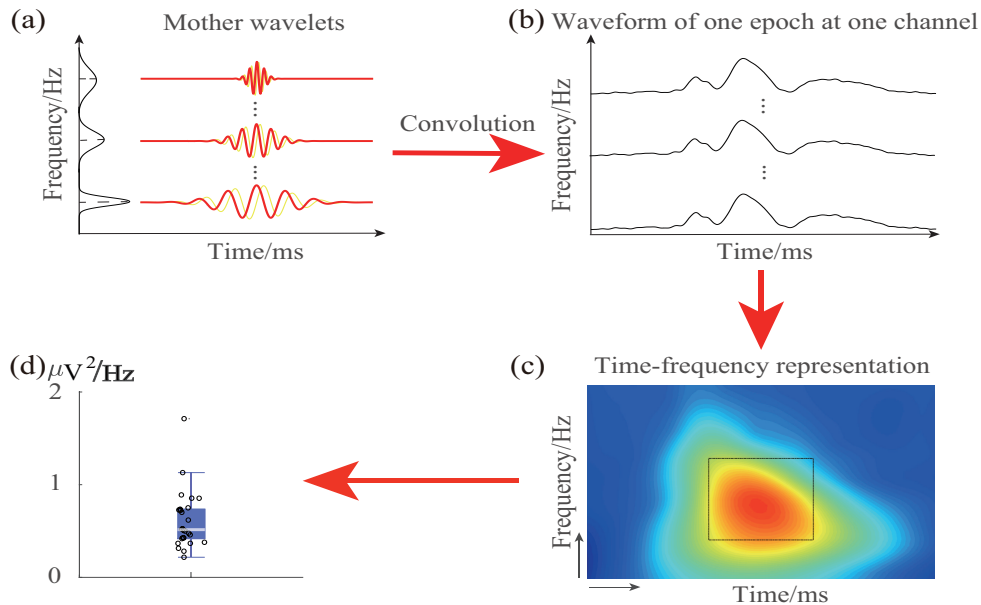 (a)
Mother wavelets
Frequency/Hz
Time/ms
Convolution
(b)
Waveform of one epoch at one channel
Frequency/Hz
Time/ms
(c)
Time-frequency representation
Frequency/Hz
Time/ms
(d)
μV²/Hz
2
1
0